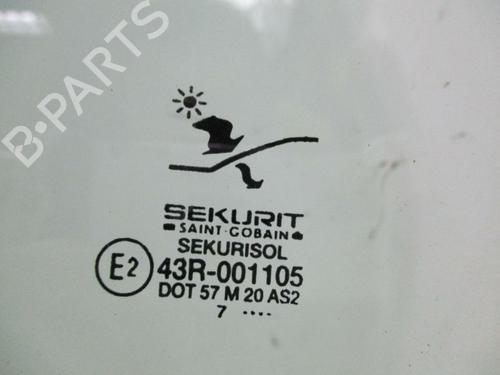 B-PARTS
SEKURIT
SAINT-GOBAIN
SEKURISOL
E2 43R-001105
DOT 57 M 20 AS2
7 ....